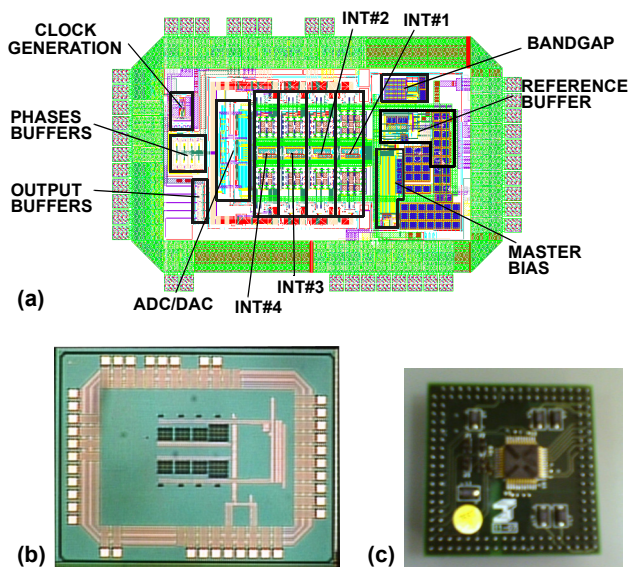 CLOCK
GENERATION
INT#2
INT#1
BANDGAP
REFERENCE
BUFFER
PHASES
BUFFERS
OUTPUT
BUFFERS
MASTER
BIAS
(a)
ADC/DAC
INT#4
INT#3
(b)
(c)